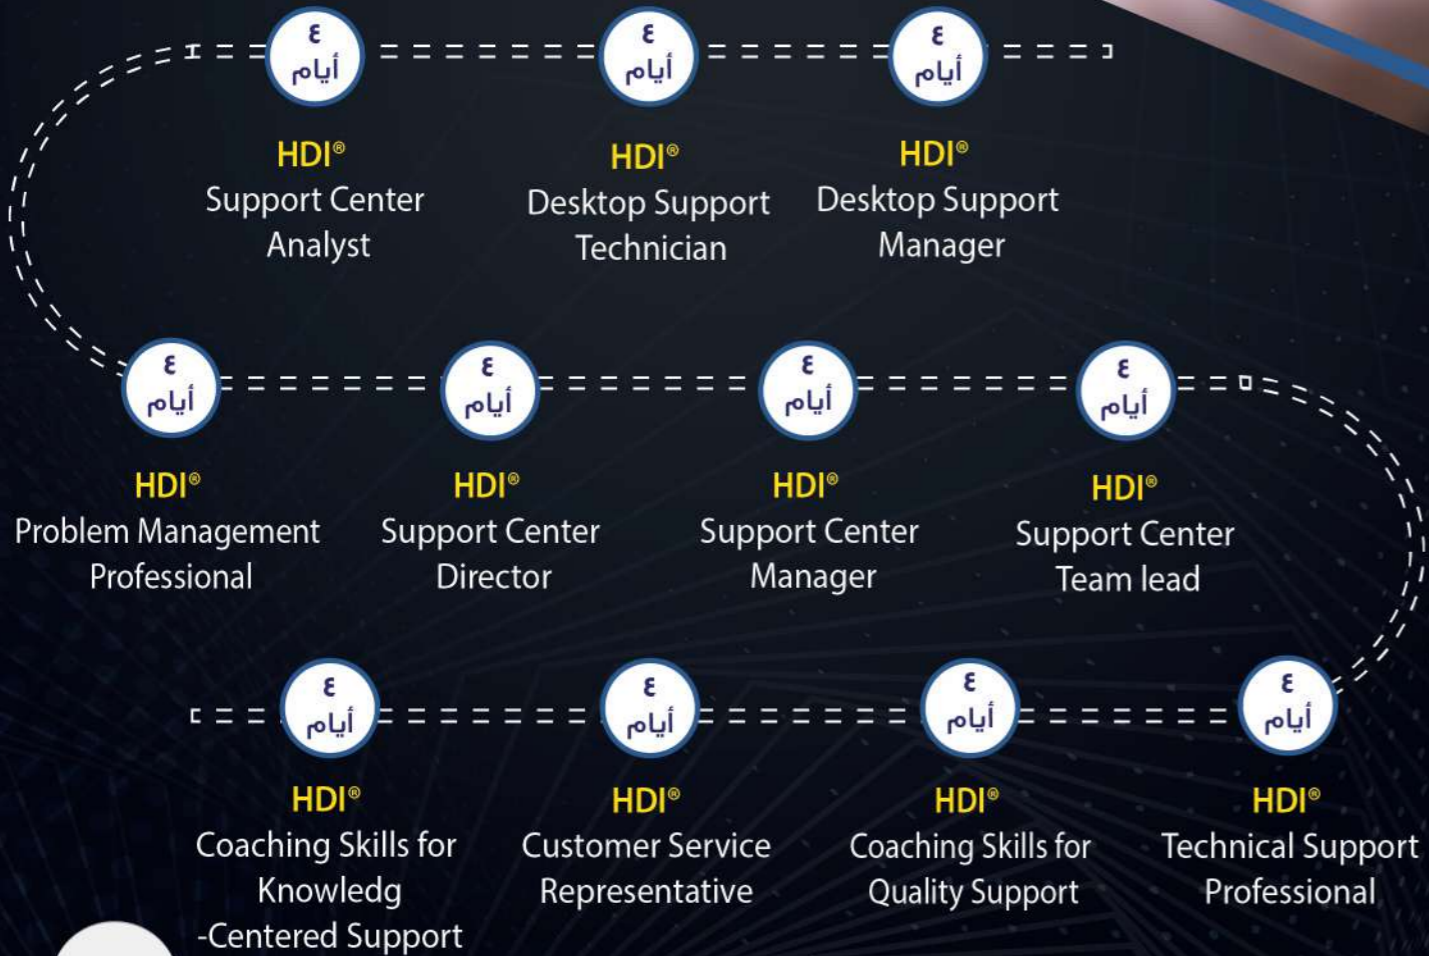 ٤
أيام
HDI®
Support Center
Analyst
٤
أيام
HDI®
Desktop Support
Technician
٤
أيام
HDI®
Desktop Support
Manager
٤
أيام
HDI®
Problem Management
Professional
٤
أيام
HDI®
Support Center
Director
٤
أيام
HDI®
Support Center
Manager
٤
أيام
HDI®
Support Center
Team lead
٤
أيام
HDI®
Coaching Skills for
Knowledg
-Centered Support
٤
أيام
HDI®
Customer Service
Representative
٤
أيام
HDI®
Coaching Skills for
Quality Support
٤
أيام
HDI®
Technical Support
Professional